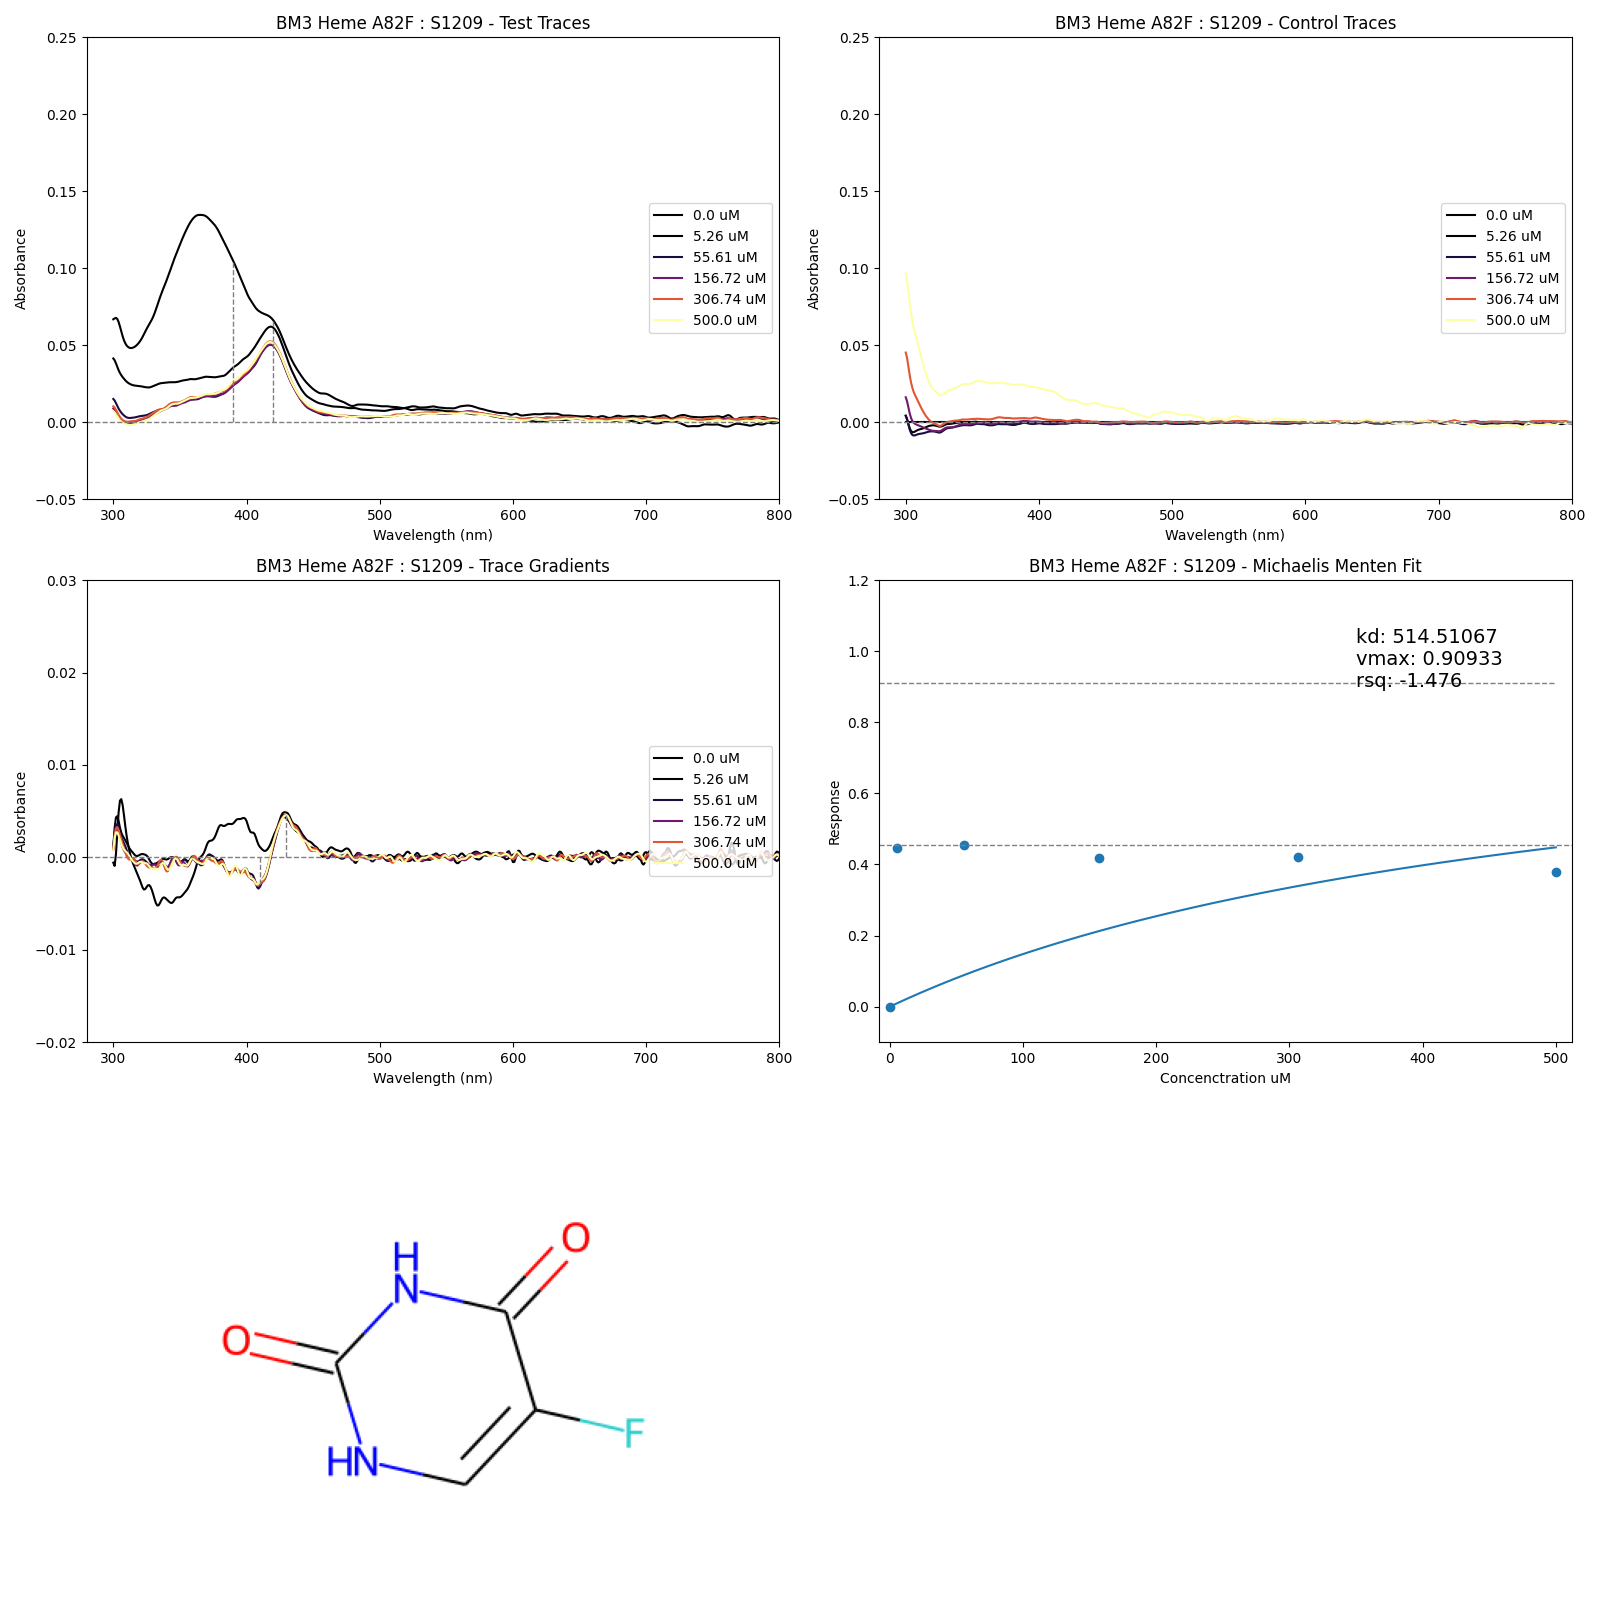 BM3 Heme A82F : S1209 - Test Traces
0.25
0.20
0.15
0.10
0.05
0.00
−0.05
Absorbance
300 400 500 600 700 800
Wavelength (nm)
0.0 uM
5.26 uM
55.61 uM
156.72 uM
306.74 uM
500.0 uM
BM3 Heme A82F : S1209 - Control Traces
0.25
0.20
0.15
0.10
0.05
0.00
−0.05
Absorbance
300 400 500 600 700 800
Wavelength (nm)
0.0 uM
5.26 uM
55.61 uM
156.72 uM
306.74 uM
500.0 uM
BM3 Heme A82F : S1209 - Trace Gradients
0.03
0.02
0.01
0.00
−0.01
−0.02
Absorbance
300 400 500 600 700 800
Wavelength (nm)
0.0 uM
5.26 uM
55.61 uM
156.72 uM
306.74 uM
500.0 uM
BM3 Heme A82F : S1209 - Michaelis Menten Fit
1.2
1.0
0.8
0.6
0.4
0.2
0.0
Response
kd: 514.51067
vmax: 0.90933
rsq: -1.476
0 100 200 300 400 500
Concenctration uM
O
H
N
O
F
HN